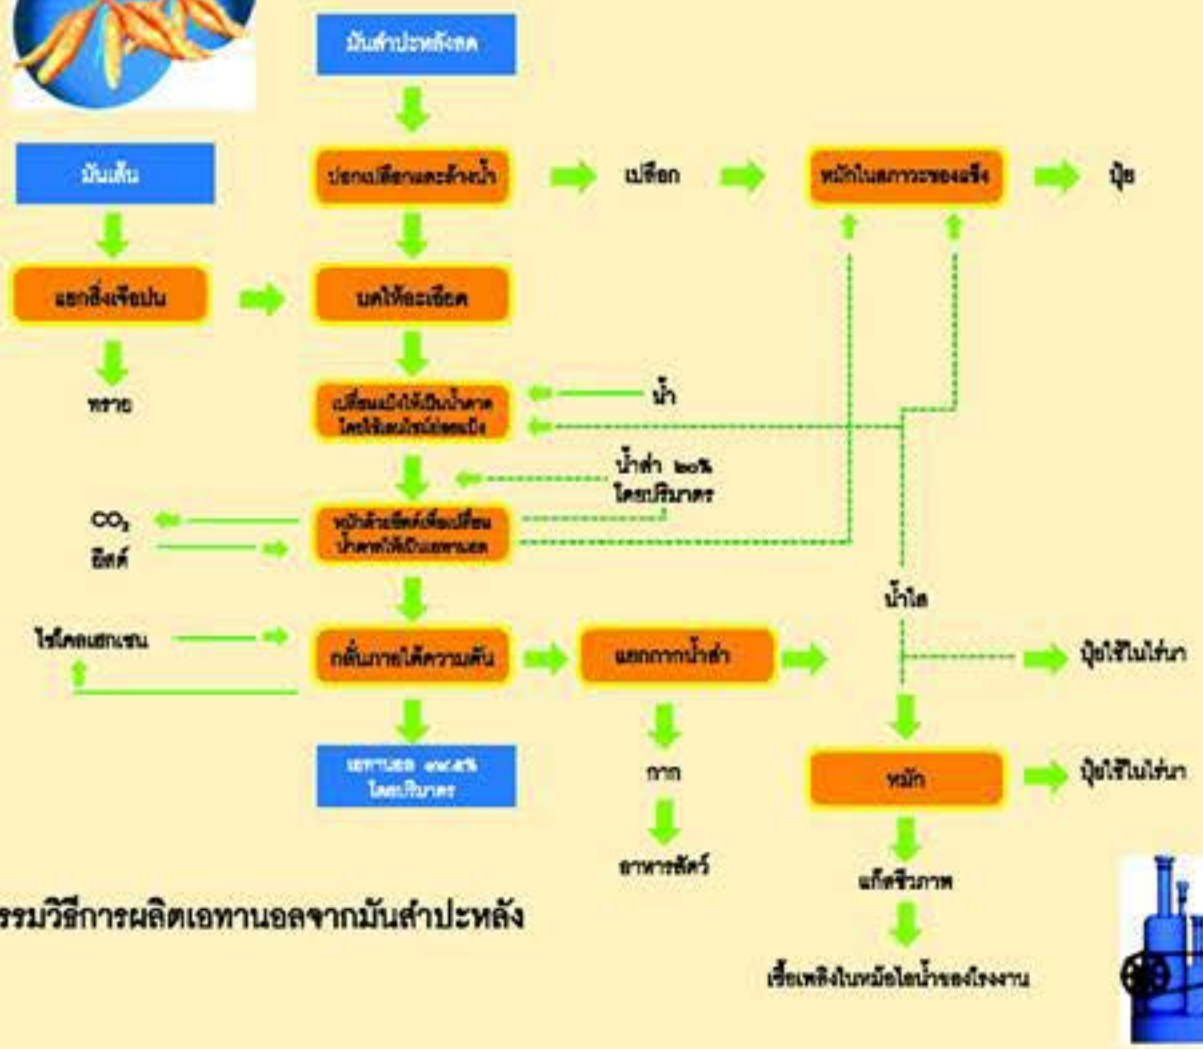 มันสำปะหลังสด
มันเส้น
ปอกเปลือกและล้างน้ำ
เปลือก
หมักในสภาวะของแข็ง
ปุ๋ย
แยกสิ่งเจือปน
บดให้ละเอียด
ทราย
เปลี่ยนแป้งให้เป็นน้ำตาล
โดยใช้เอนไซม์ย่อยแป้ง
น้ำ
น้ำส่า ๒๐%
โดยปริมาตร
CO₂
ยีสต์
หมักด้วยยีสต์เพื่อเปลี่ยน
น้ำตาลให้เป็นเอทานอล
น้ำใส
ไซโคลเฮกเซน
กลั่นภายใต้ความดัน
แยกกากน้ำส่า
ปุ๋ยใช้ในไร่นา
เอทานอล ๙๙.๕%
โดยปริมาตร
กาก
หมัก
ปุ๋ยใช้ในไร่นา
อาหารสัตว์
แก๊สชีวภาพ
รรมวิธีการผลิตเอทานอลจากมันสำปะหลัง
เชื้อเพลิงในหม้อไอน้ำของโรงงาน